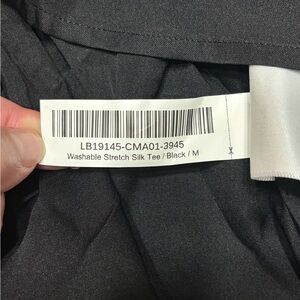 LB19145-CMA01-3945
Washable Stretch Silk Tee / Black / M